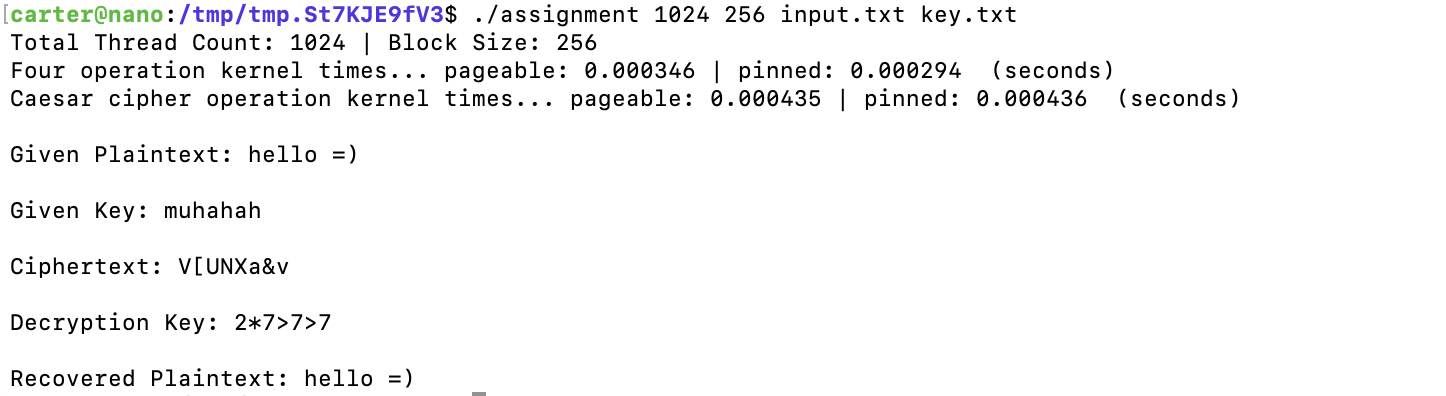 [carter@nano:/tmp/tmp.St7KJE9fV3$ ./assignment 1024 256 input.txt key.txt
Total Thread Count: 1024 | Block Size: 256
Four operation kernel times... pageable: 0.000346 | pinned: 0.000294  (seconds)
Caesar cipher operation kernel times... pageable: 0.000435 | pinned: 0.000436  (seconds)
Given Plaintext: hello =)
Given Key: muhahah
Ciphertext: V[UNXa&v
Decryption Key: 2*7>7>7
Recovered Plaintext: hello =)